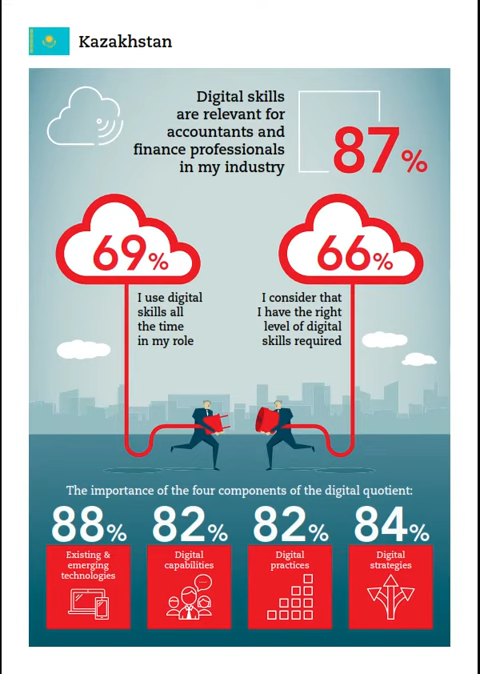 Kazakhstan
Digital skills
are relevant for
accountants and
finance professionals
in my industry
87%
69%
I use digital
skills all
the time
in my role
66%
I consider that
I have the right
level of digital
skills required
The importance of the four components of the digital quotient:
88%
82%
82%
84%
Existing &
emerging
technologies
Digital
capabilities
Digital
practices
Digital
strategies